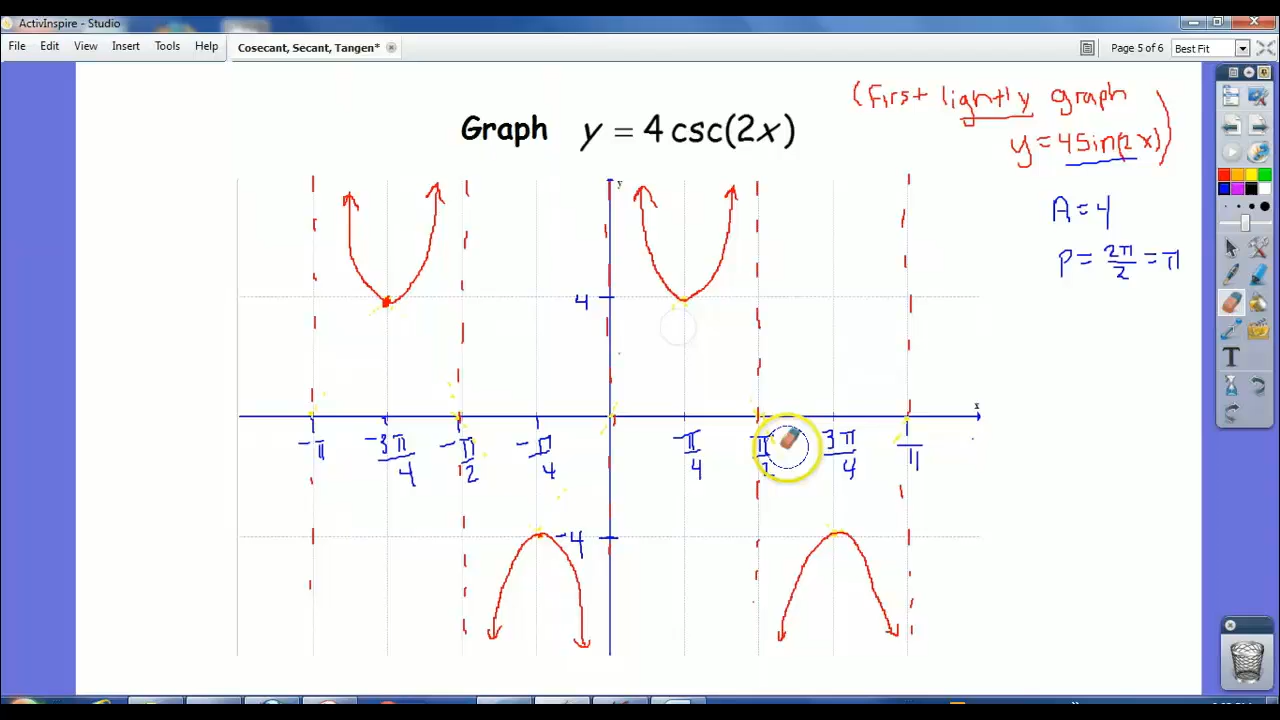 ActivInspire - Studio
File Edit View Insert Tools Help
Cosecant, Secant, Tangen*
Page 5 of 6
Best Fit
(First lightly graph
y = 4 sin(2x))
Graph y = 4 csc(2x)
A = 4
P = 2π/2 = π
y
4
x
-π -3π/4 -π/2 -π/4 π/4 π/2 3π/4 π
-4
T